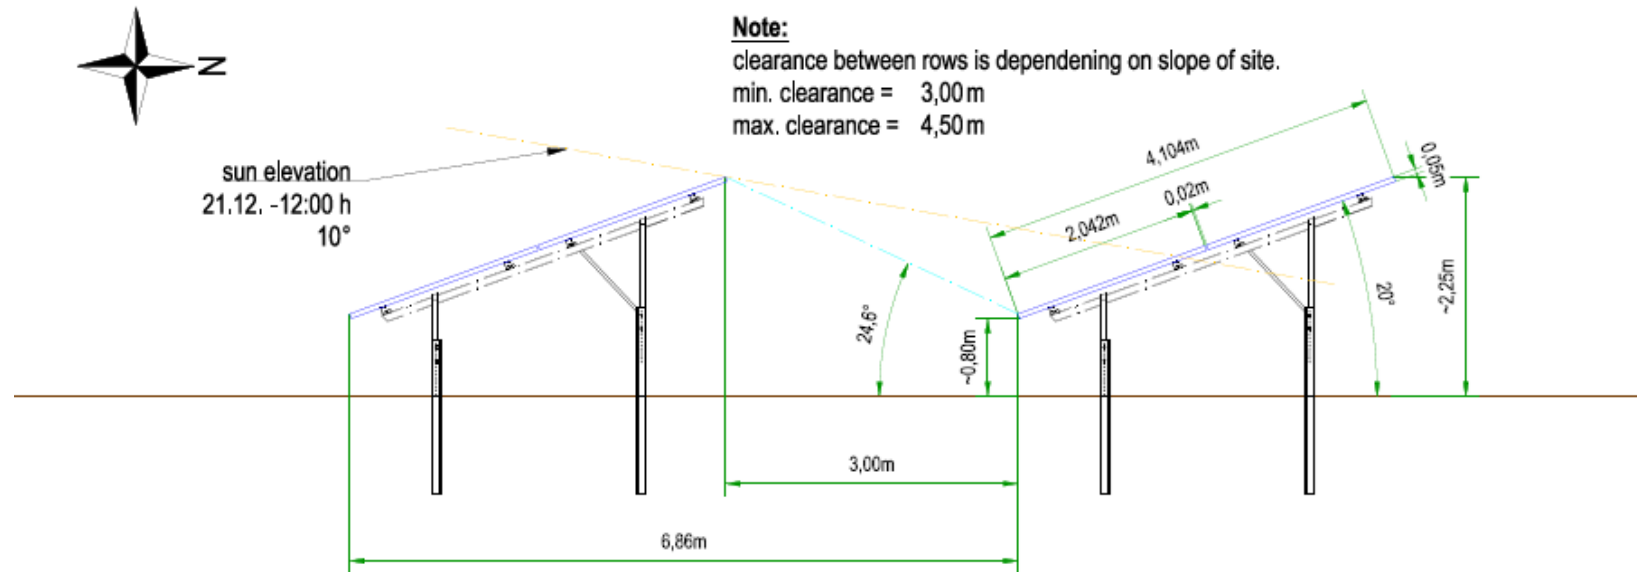 N
Note:
clearance between rows is dependening on slope of site.
min. clearance = 3,00m
max. clearance = 4,50m
sun elevation
21.12. -12:00 h
10°
4,104m
0,05m
0,02m
2,042m
24,6°
~0,80m
20°
~2,25m
3,00m
6,86m